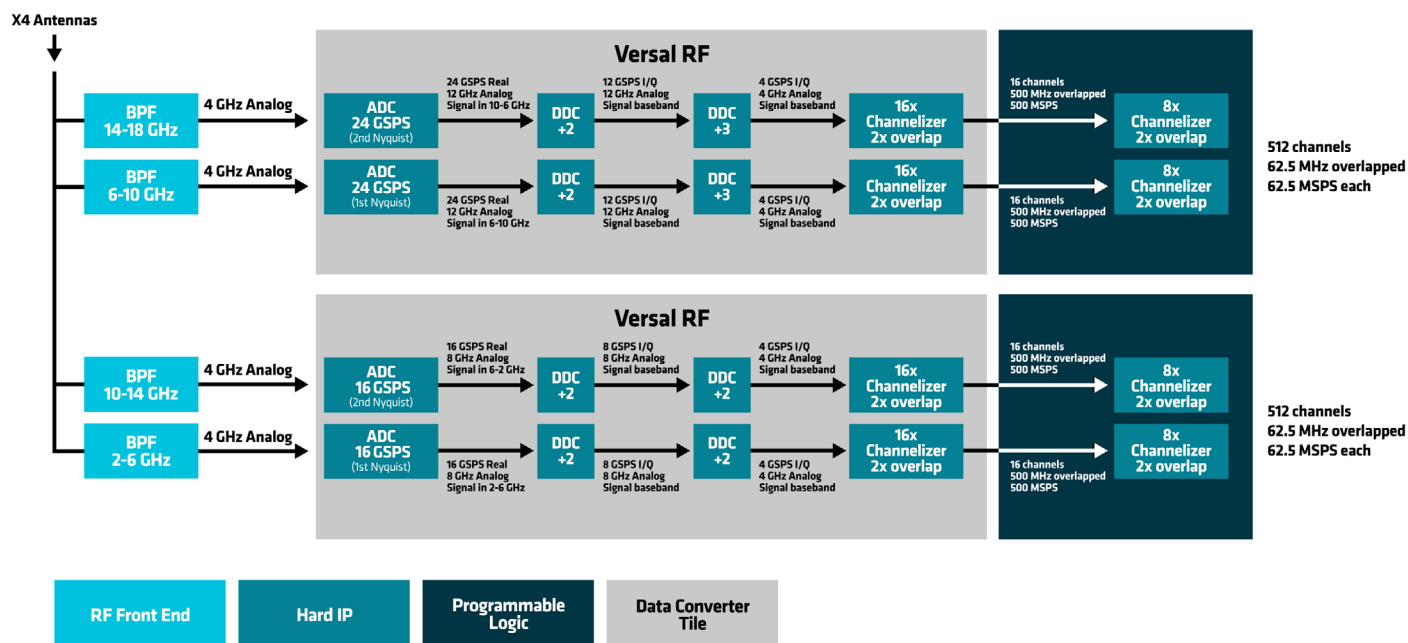 X4 Antennas
Versal RF
BPF
14-18 GHz
4 GHz Analog
ADC
24 GSPS
(2nd Nyquist)
24 GSPS Real
12 GHz Analog
Signal in 10-6 GHz
DDC
÷2
12 GSPS I/Q
12 GHz Analog
Signal baseband
DDC
÷3
4 GSPS I/Q
4 GHz Analog
Signal baseband
16x
Channelizer
2x overlap
16 channels
500 MHz overlapped
500 MSPS
8x
Channelizer
2x overlap
BPF
6-10 GHz
4 GHz Analog
ADC
24 GSPS
(1st Nyquist)
24 GSPS Real
12 GHz Analog
Signal in 6-10 GHz
DDC
÷2
12 GSPS I/Q
12 GHz Analog
Signal baseband
DDC
÷3
4 GSPS I/Q
4 GHz Analog
Signal baseband
16x
Channelizer
2x overlap
16 channels
500 MHz overlapped
500 MSPS
8x
Channelizer
2x overlap
512 channels
62.5 MHz overlapped
62.5 MSPS each
Versal RF
BPF
10-14 GHz
4 GHz Analog
ADC
16 GSPS
(2nd Nyquist)
16 GSPS Real
8 GHz Analog
Signal in 6-2 GHz
DDC
÷2
8 GSPS I/Q
8 GHz Analog
Signal baseband
DDC
÷2
4 GSPS I/Q
4 GHz Analog
Signal baseband
16x
Channelizer
2x overlap
16 channels
500 MHz overlapped
500 MSPS
8x
Channelizer
2x overlap
BPF
2-6 GHz
4 GHz Analog
ADC
16 GSPS
(1st Nyquist)
16 GSPS Real
8 GHz Analog
Signal in 2-6 GHz
DDC
÷2
8 GSPS I/Q
8 GHz Analog
Signal baseband
DDC
÷2
4 GSPS I/Q
4 GHz Analog
Signal baseband
16x
Channelizer
2x overlap
16 channels
500 MHz overlapped
500 MSPS
8x
Channelizer
2x overlap
512 channels
62.5 MHz overlapped
62.5 MSPS each
RF Front End
Hard IP
Programmable
Logic
Data Converter
Tile